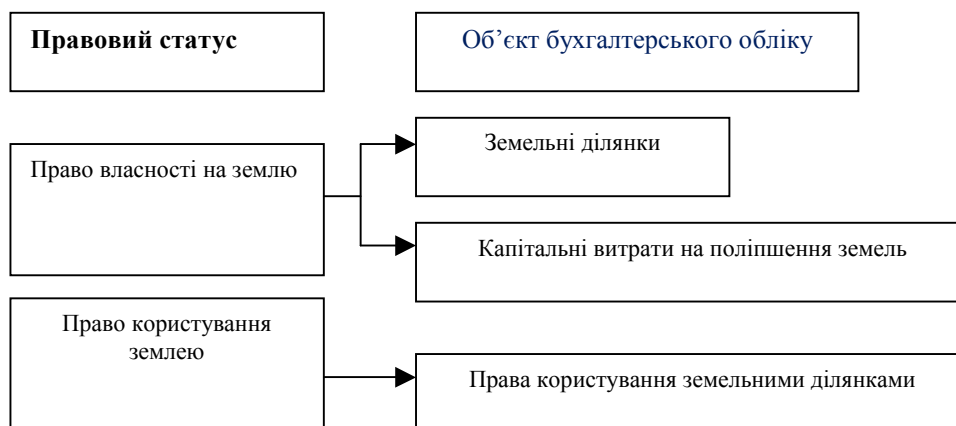 Правовий статус
Об’єкт бухгалтерського обліку
Право власності на землю
Земельні ділянки
Капітальні витрати на поліпшення земель
Право користування
землею
Права користування земельними ділянками